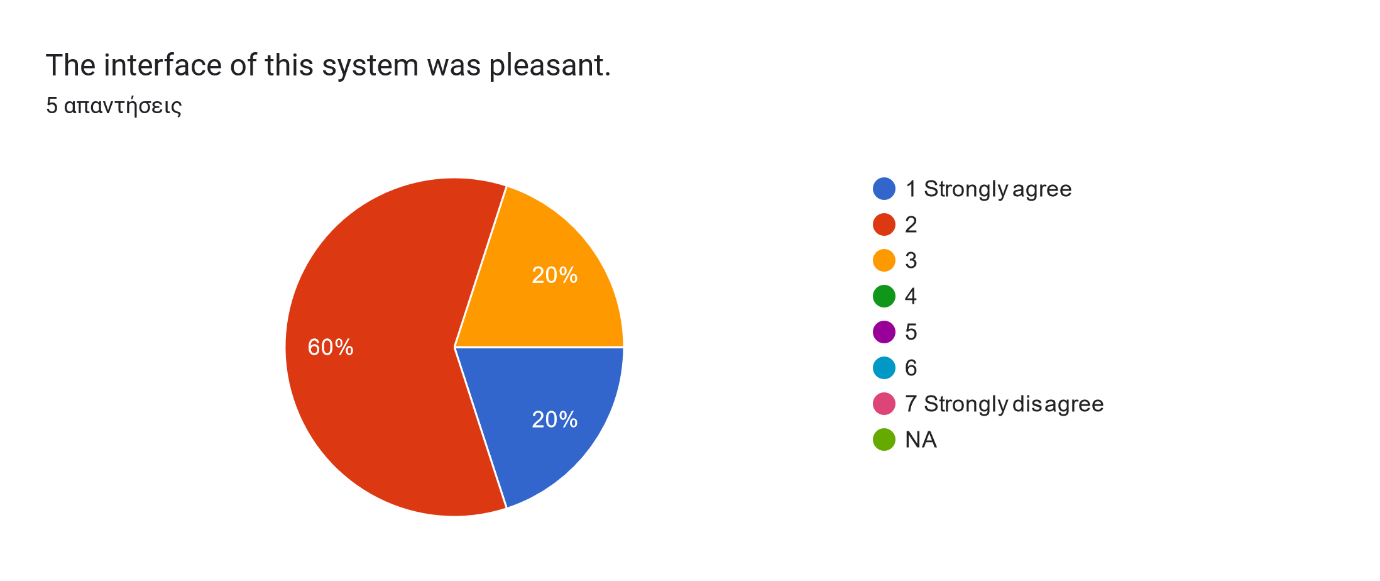 The interface of this system was pleasant.
5 απαντήσεις
20%
60%
20%
1 Strongly agree
2
3
4
5
6
7 Strongly disagree
NA